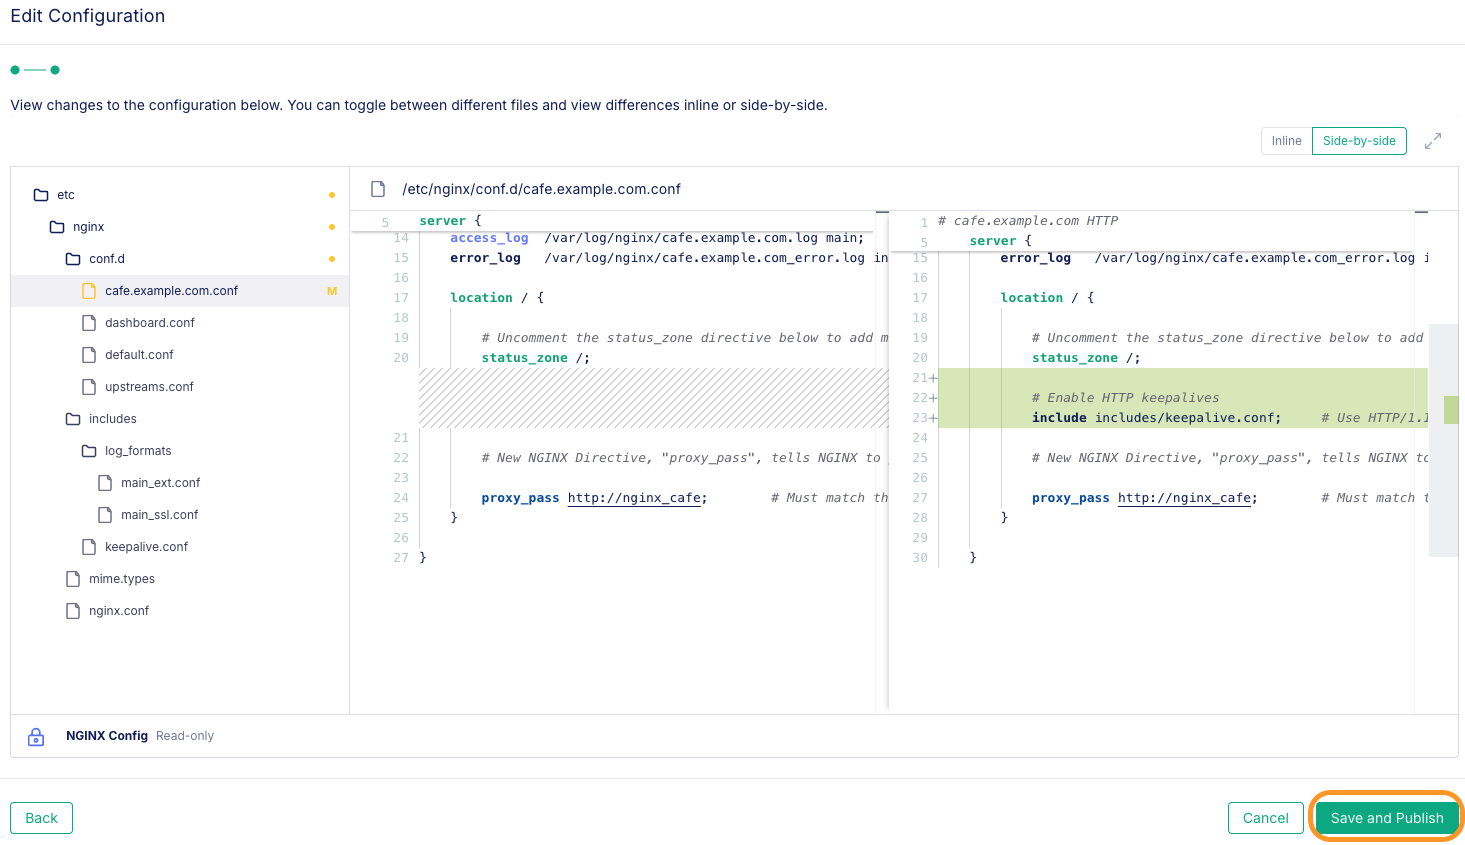 Edit Configuration
View changes to the configuration below. You can toggle between different files and view differences inline or side-by-side.
Inline Side-by-side
etc
nginx
conf.d
cafe.example.com.conf M
dashboard.conf
default.conf
upstreams.conf
includes
log_formats
main_ext.conf
main_ssl.conf
keepalive.conf
mime.types
nginx.conf
/etc/nginx/conf.d/cafe.example.com.conf
5 server {
14 access_log /var/log/nginx/cafe.example.com.log main;
15 error_log /var/log/nginx/cafe.example.com_error.log in
16
17 location / {
18
19 # Uncomment the status_zone directive below to add m
20 status_zone /;
21
22 # New NGINX Directive, "proxy_pass", tells NGINX to
23
24 proxy_pass http://nginx_cafe; # Must match th
25 }
26
27 }
1 # cafe.example.com HTTP
5 server {
15 error_log /var/log/nginx/cafe.example.com_error.log i
16
17 location / {
18
19 # Uncomment the status_zone directive below to add
20 status_zone /;
21+
22+ # Enable HTTP keepalives
23+ include includes/keepalive.conf; # Use HTTP/1.1
24
25 # New NGINX Directive, "proxy_pass", tells NGINX to
26
27 proxy_pass http://nginx_cafe; # Must match t
28 }
29
30 }
NGINX Config Read-only
Back
Cancel
Save and Publish